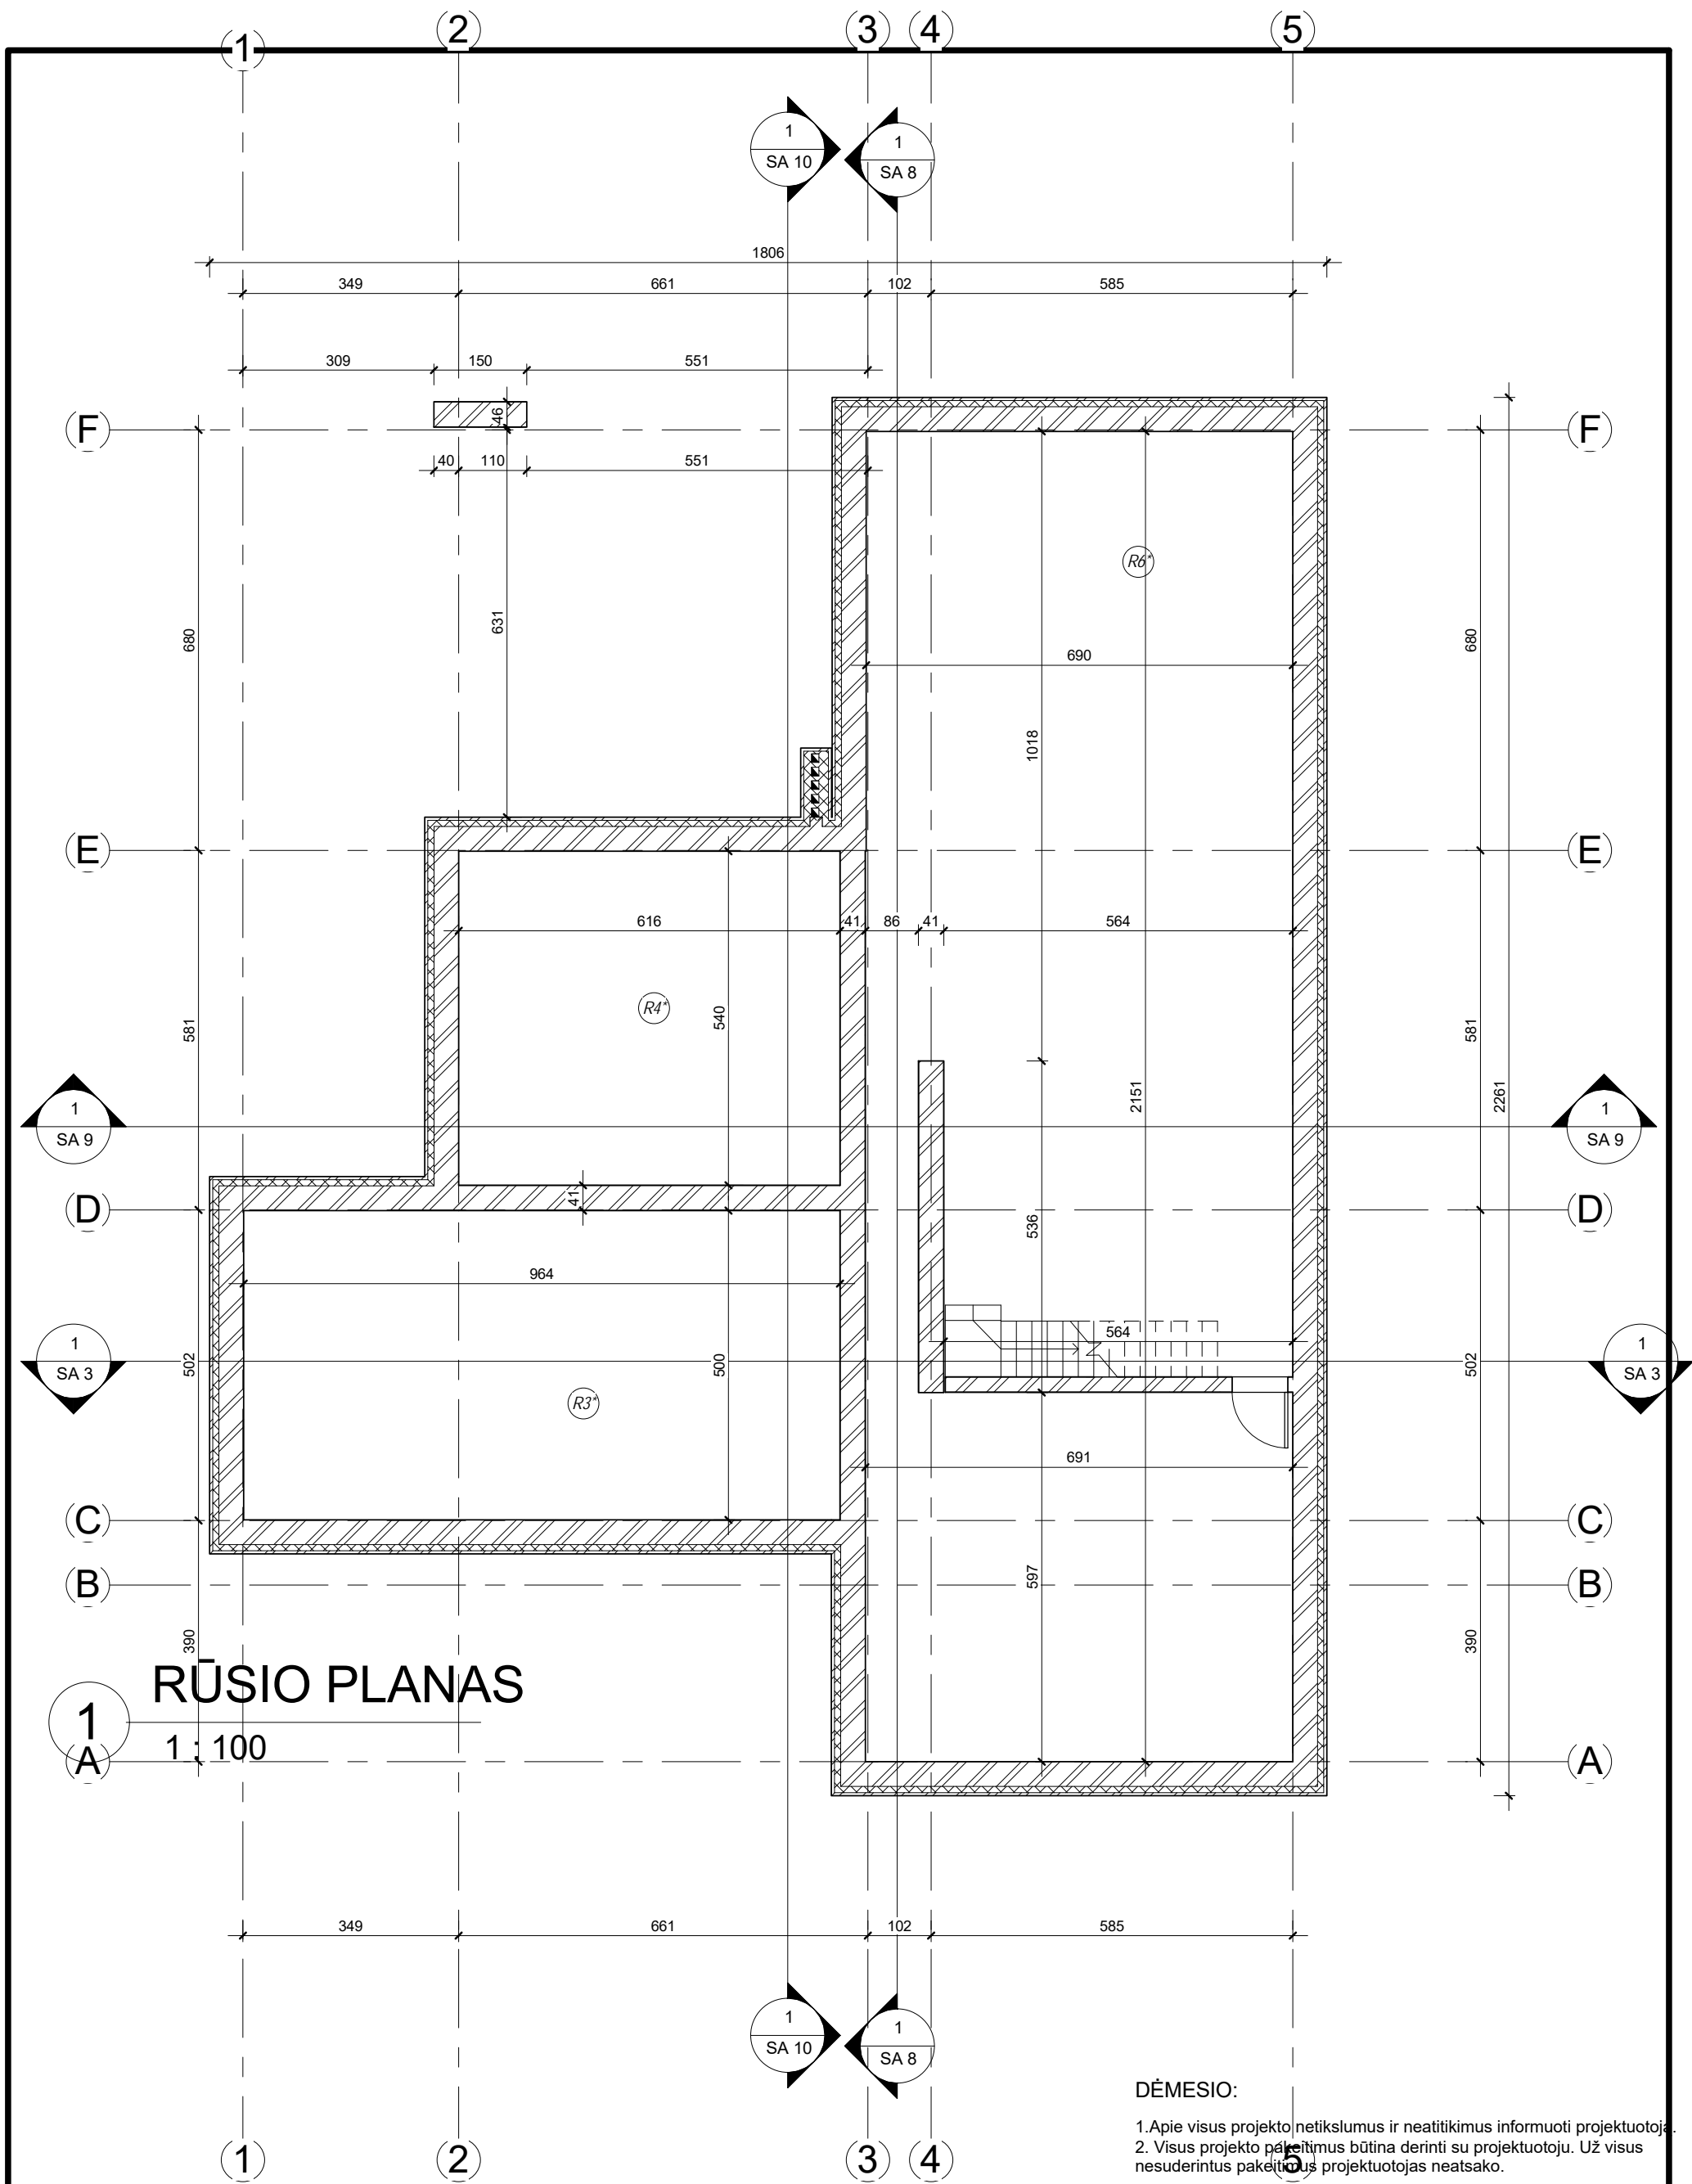 1 2 3 4 5
1
SA 10
1
SA 8
1806
349 661 102 585
309 150 551
46
F F
40 110 551
R6*
631
680 680
690
1018
E E
616 41 86 41 564
R4*
540
581 581
2151
2261
1
SA 9
1
SA 9
41
D D
536
964
564
1
SA 3
1
SA 3
502 500 502
R3*
691
C C
597
B B
390 390
RŪSIO PLANAS
1
1 : 100
A A
349 661 102 585
1
SA 10
1
SA 8
DĖMESIO:
1.Apie visus projekto netikslumus ir neatitikimus informuoti projektuotoją.
2. Visus projekto pakeitimus būtina derinti su projektuotoju. Už visus
nesuderintus pakeitimus projektuotojas neatsako.
1 2 3 4 5